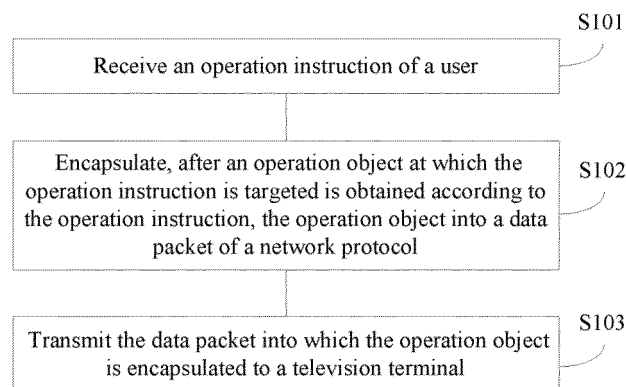 S101
Receive an operation instruction of a user
Encapsulate, after an operation object at which the
operation instruction is targeted is obtained according to
the operation instruction, the operation object into a data
packet of a network protocol
S102
Transmit the data packet into which the operation object
is encapsulated to a television terminal
S103